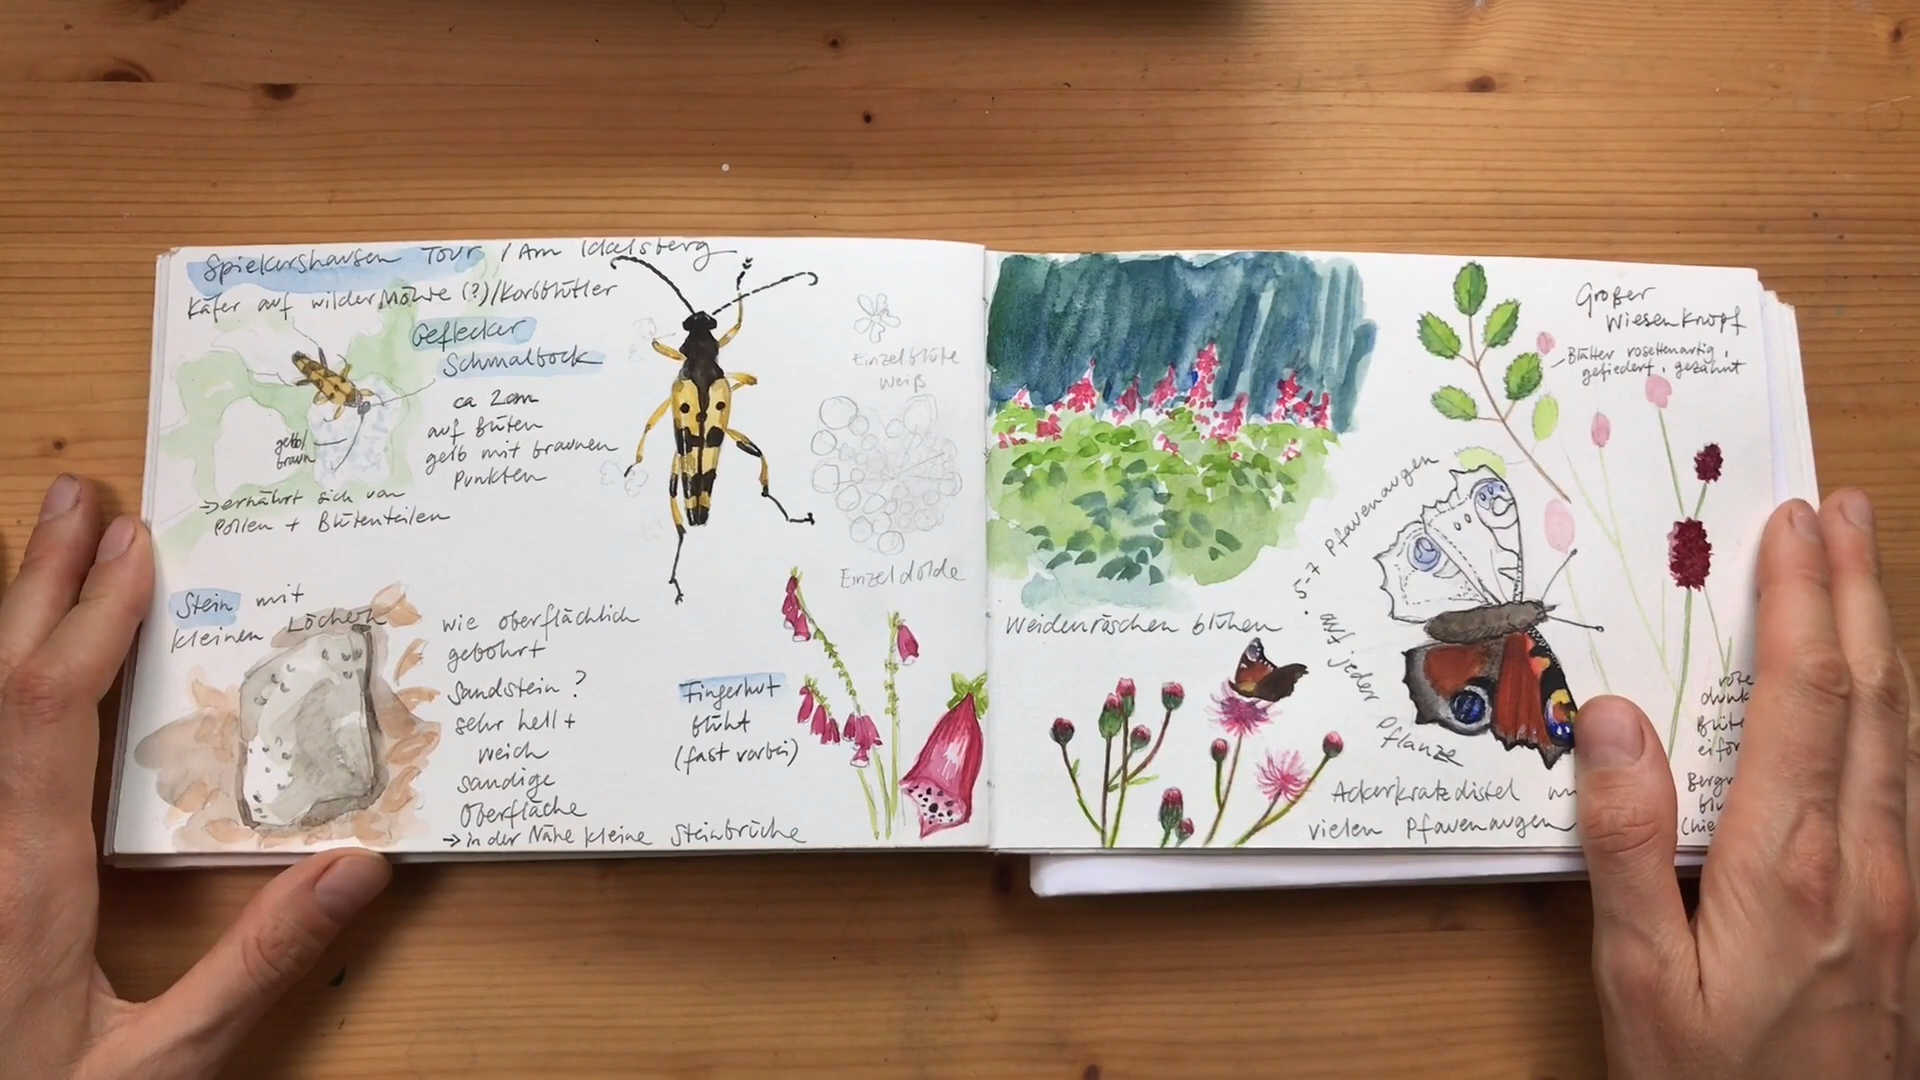 Spiekershausen Tour / Am Ickelsberg
Käfer auf wilder Möhre (?)/Korbblütler
Geflecker
Schmalbock
ca 2cm
auf Blüten
gelb mit braunen
Punkten
gelb/
braun
→ ernährt sich von
Pollen + Blütenteilen
Einzelblüte
Weiß
Einzeldolde
Stein mit
kleinen Löchern
wie oberflächlich
gebohrt
Sandstein?
sehr hell +
weich
sandige
Oberfläche
→ in der Nähe kleine Steinbrüche
Fingerhut
blüht
(fast vorbei)
Weidenröschen blühen
5-7 Pfauenaugen
auf jeder
Pflanze
Ackerkratzdistel
vielen Pfauenaugen
Großer
Wiesenknopf
Blätter rosettenartig,
gefiedert, gezähnt